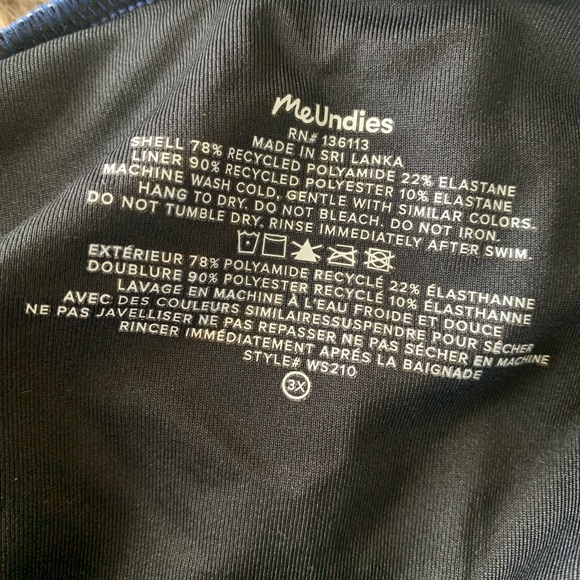 MeUndies
RN# 136113
MADE IN SRI LANKA
SHELL 78% RECYCLED POLYAMIDE 22% ELASTANE
LINER 90% RECYCLED POLYESTER 10% ELASTANE
MACHINE WASH COLD, GENTLE WITH SIMILAR COLORS.
HANG TO DRY. DO NOT BLEACH. DO NOT IRON.
DO NOT TUMBLE DRY. RINSE IMMEDIATELY AFTER SWIM.
EXTÉRIEUR 78% POLYAMIDE RECYCLÉ 22% ÉLASTHANNE
DOUBLURE 90% POLYESTER RECYCLÉ 10% ÉLASTHANNE
LAVAGE EN MACHINE À L'EAU FROIDE ET DOUCE
AVEC DES COULEURS SIMILAIRESSUSPENDRE POUR SÉCHER
NE PAS JAVELLISER NE PAS REPASSER NE PAS SÉCHER EN MACHINE
RINCER IMMÉDIATEMENT APRÉS LA BAIGNADE
STYLE# WS210
3X